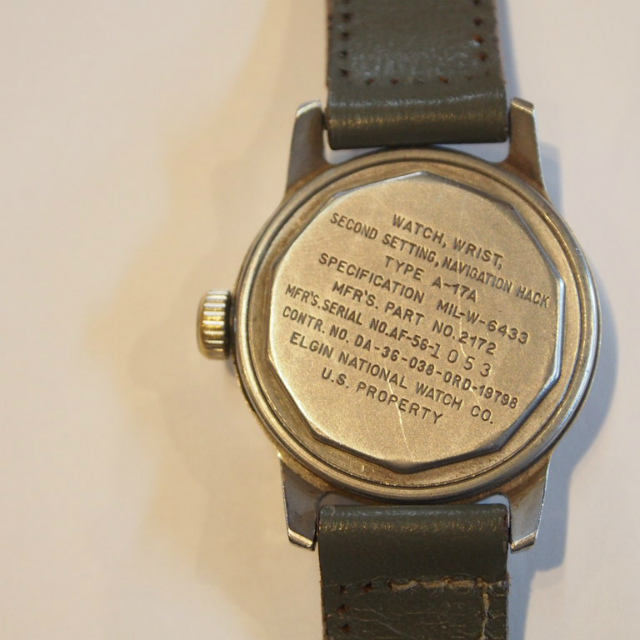 WATCH, WRIST,
SECOND SETTING, NAVIGATION HACK
TYPE A-17A
SPECIFICATION MIL-W-6433
MFR'S. PART NO. 2172
MFR'S. SERIAL NO. AF-56-1053
CONTR. NO. DA-36-038-ORD-19798
ELGIN NATIONAL WATCH CO.
U.S. PROPERTY